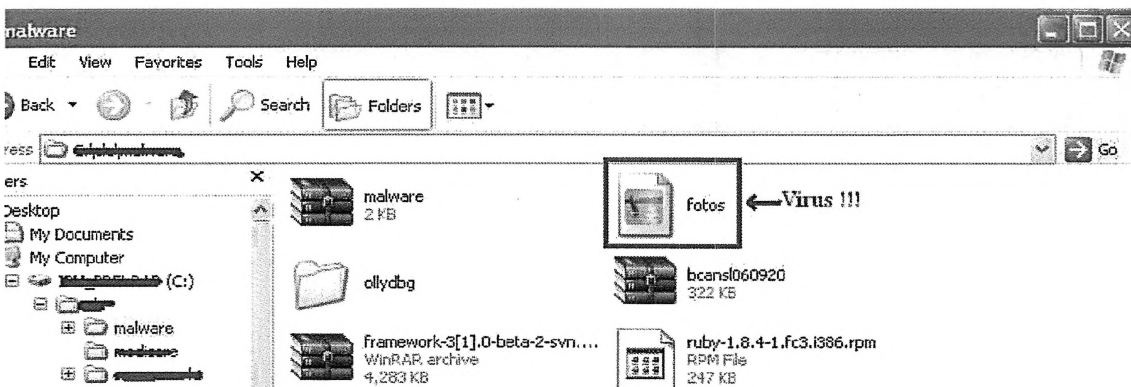 malware
Edit View Favorites Tools Help
Back Search Folders
ress Go
ers
malware
2 KB
fotos
Virus !!!
Desktop
My Documents
My Computer
(C:)
malware
ollydbg
bcansl060920
322 KB
framework-3[1].0-beta-2-svn....
WinRAR archive
4,283 KB
ruby-1.8.4-1.fc3.i386.rpm
RPM File
247 KB